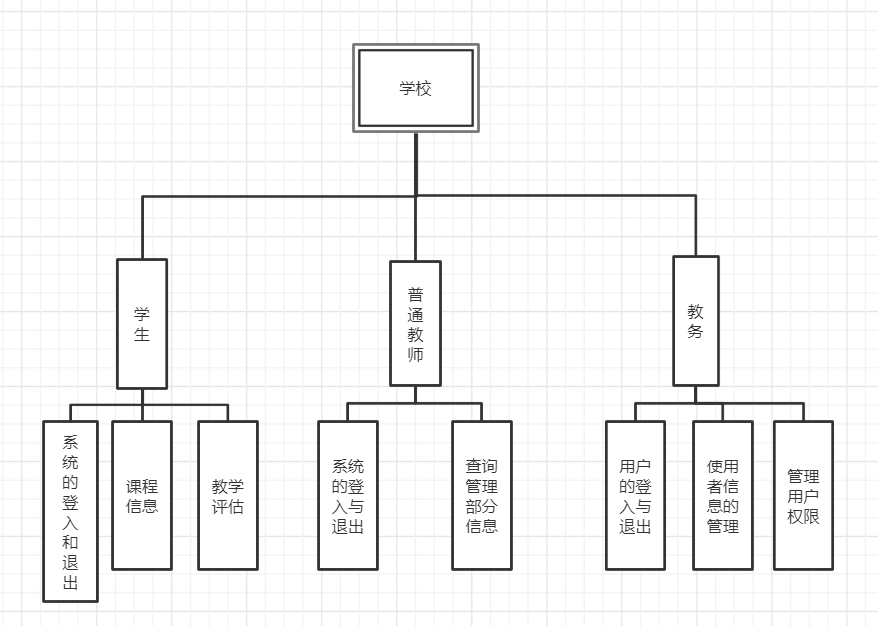 学校
学
生
普
通
教
师
教
务
系
统
的
登
入
和
退
出
课程
信息
教学
评估
系统
的登
入与
退出
查询
管理
部分
信息
用户
的登
入与
退出
使用
者信
息的
管理
管理
用户
权限